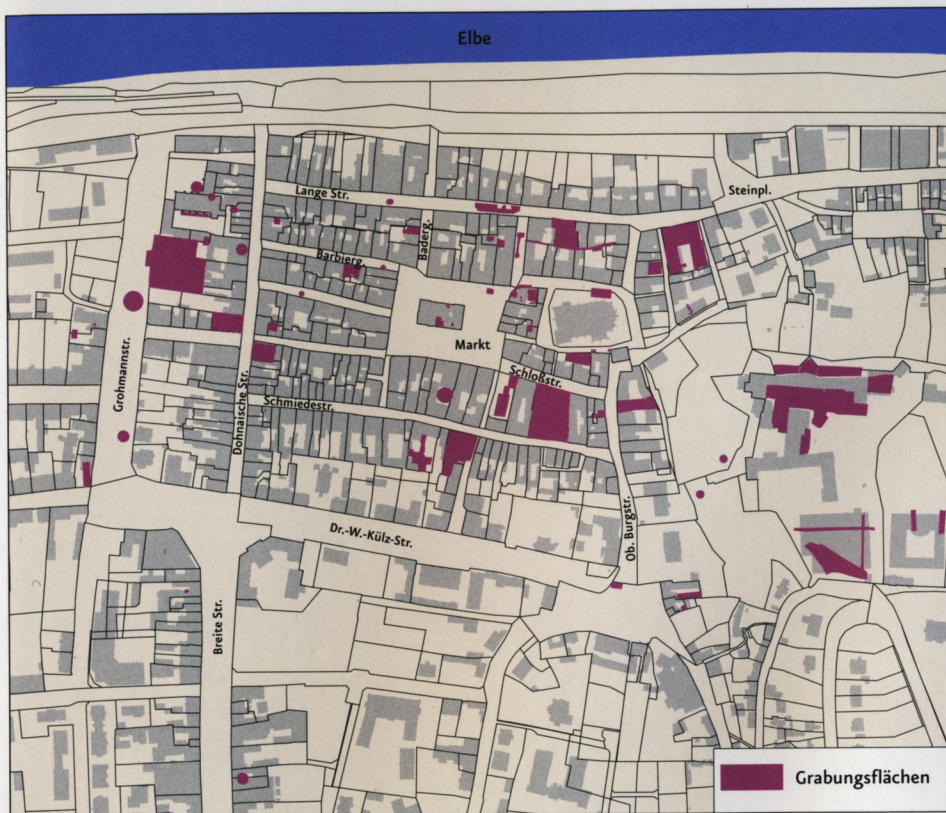 Elbe
Lange Str.
Steinpl.
Baderg.
Barbierg.
Markt
Grohmannstr.
Dohnaische Str.
Schloßstr.
Schmiedestr.
Dr.-W.-Külz-Str.
Ob. Burgstr.
Breite Str.
Grabungsflächen